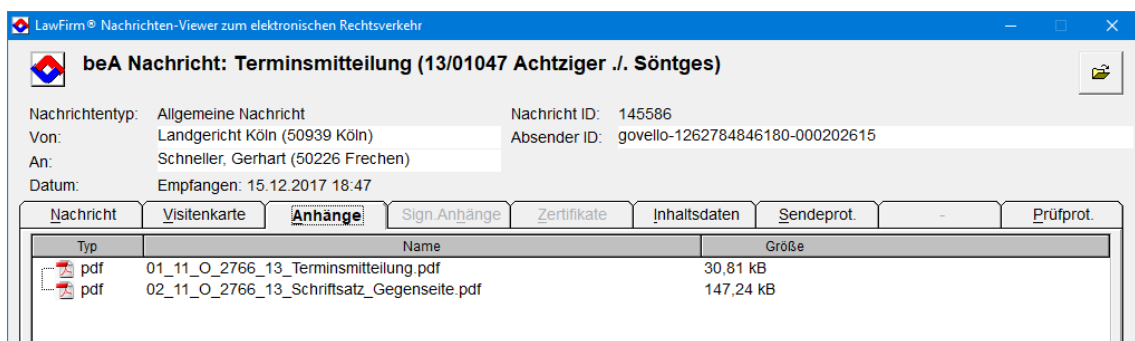 LawFirm® Nachrichten-Viewer zum elektronischen Rechtsverkehr
beA Nachricht: Terminsmitteilung (13/01047 Achtziger ./. Söntges)
Nachrichtentyp: Allgemeine Nachricht Nachricht ID: 145586
Von: Landgericht Köln (50939 Köln) Absender ID: govello-1262784846180-000202615
An: Schneller, Gerhart (50226 Frechen)
Datum: Empfangen: 15.12.2017 18:47
Nachricht Visitenkarte Anhänge Sign.Anhänge Zertifikate Inhaltsdaten Sendeprot. - Prüfprot.
Typ Name Größe
pdf 01_11_O_2766_13_Terminsmitteilung.pdf 30,81 kB
pdf 02_11_O_2766_13_Schriftsatz_Gegenseite.pdf 147,24 kB